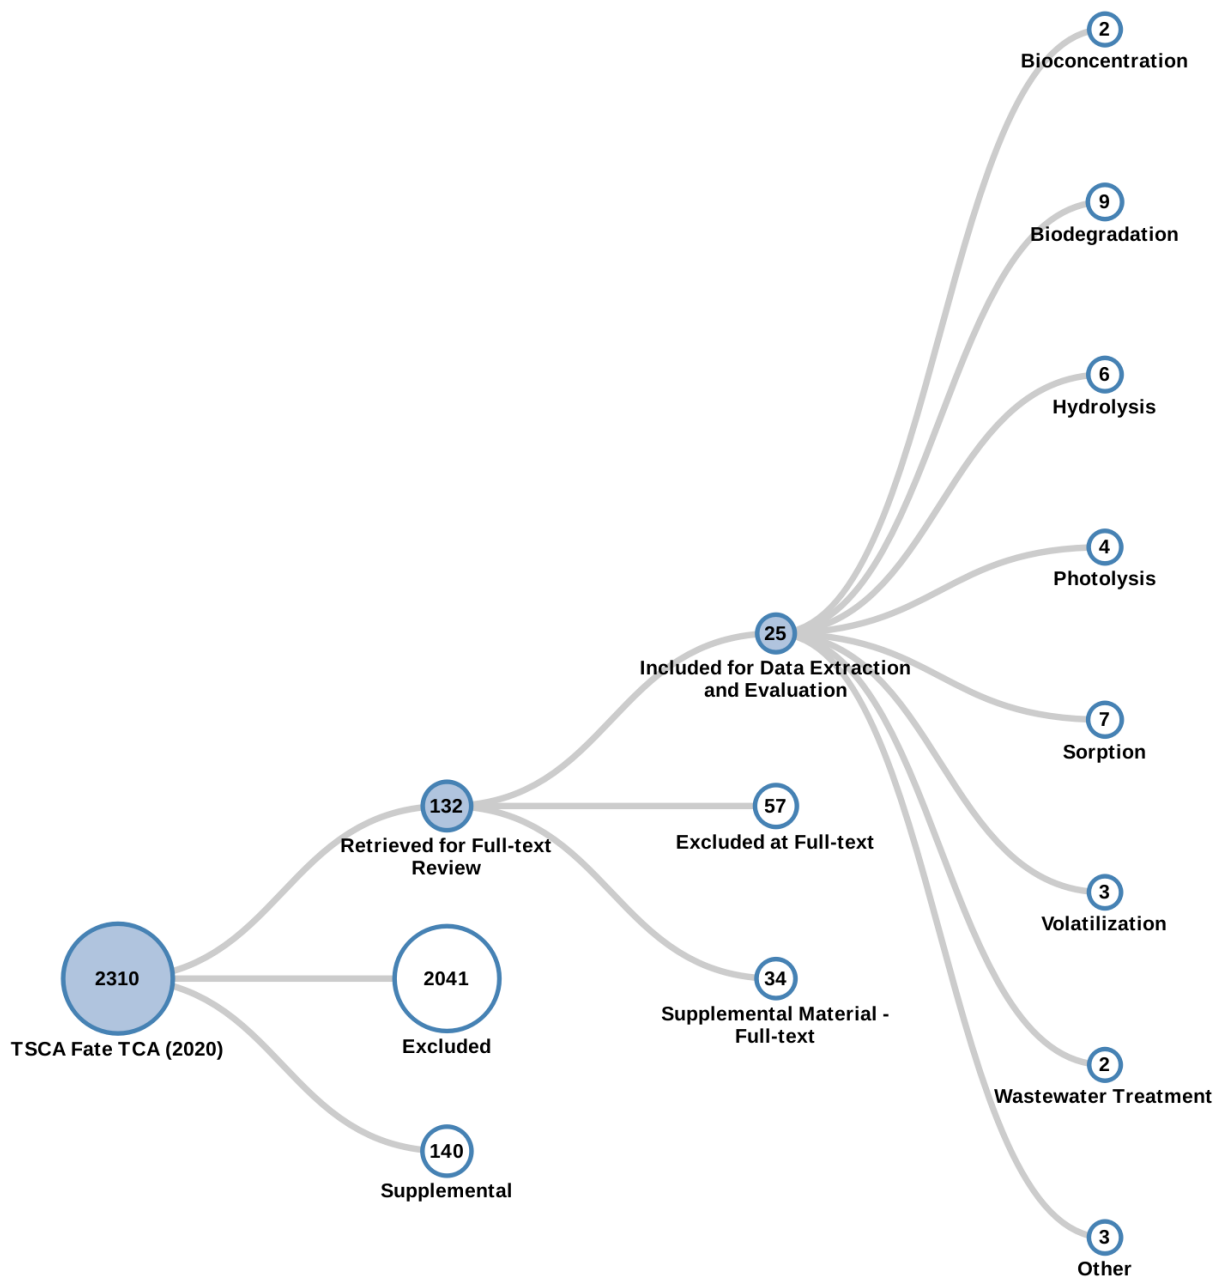 2310
TSCA Fate TCA (2020)
132
Retrieved for Full-text
Review
2041
Excluded
140
Supplemental
25
Included for Data Extraction
and Evaluation
57
Excluded at Full-text
34
Supplemental Material -
Full-text
2
Bioconcentration
9
Biodegradation
6
Hydrolysis
4
Photolysis
7
Sorption
3
Volatilization
2
Wastewater Treatment
3
Other